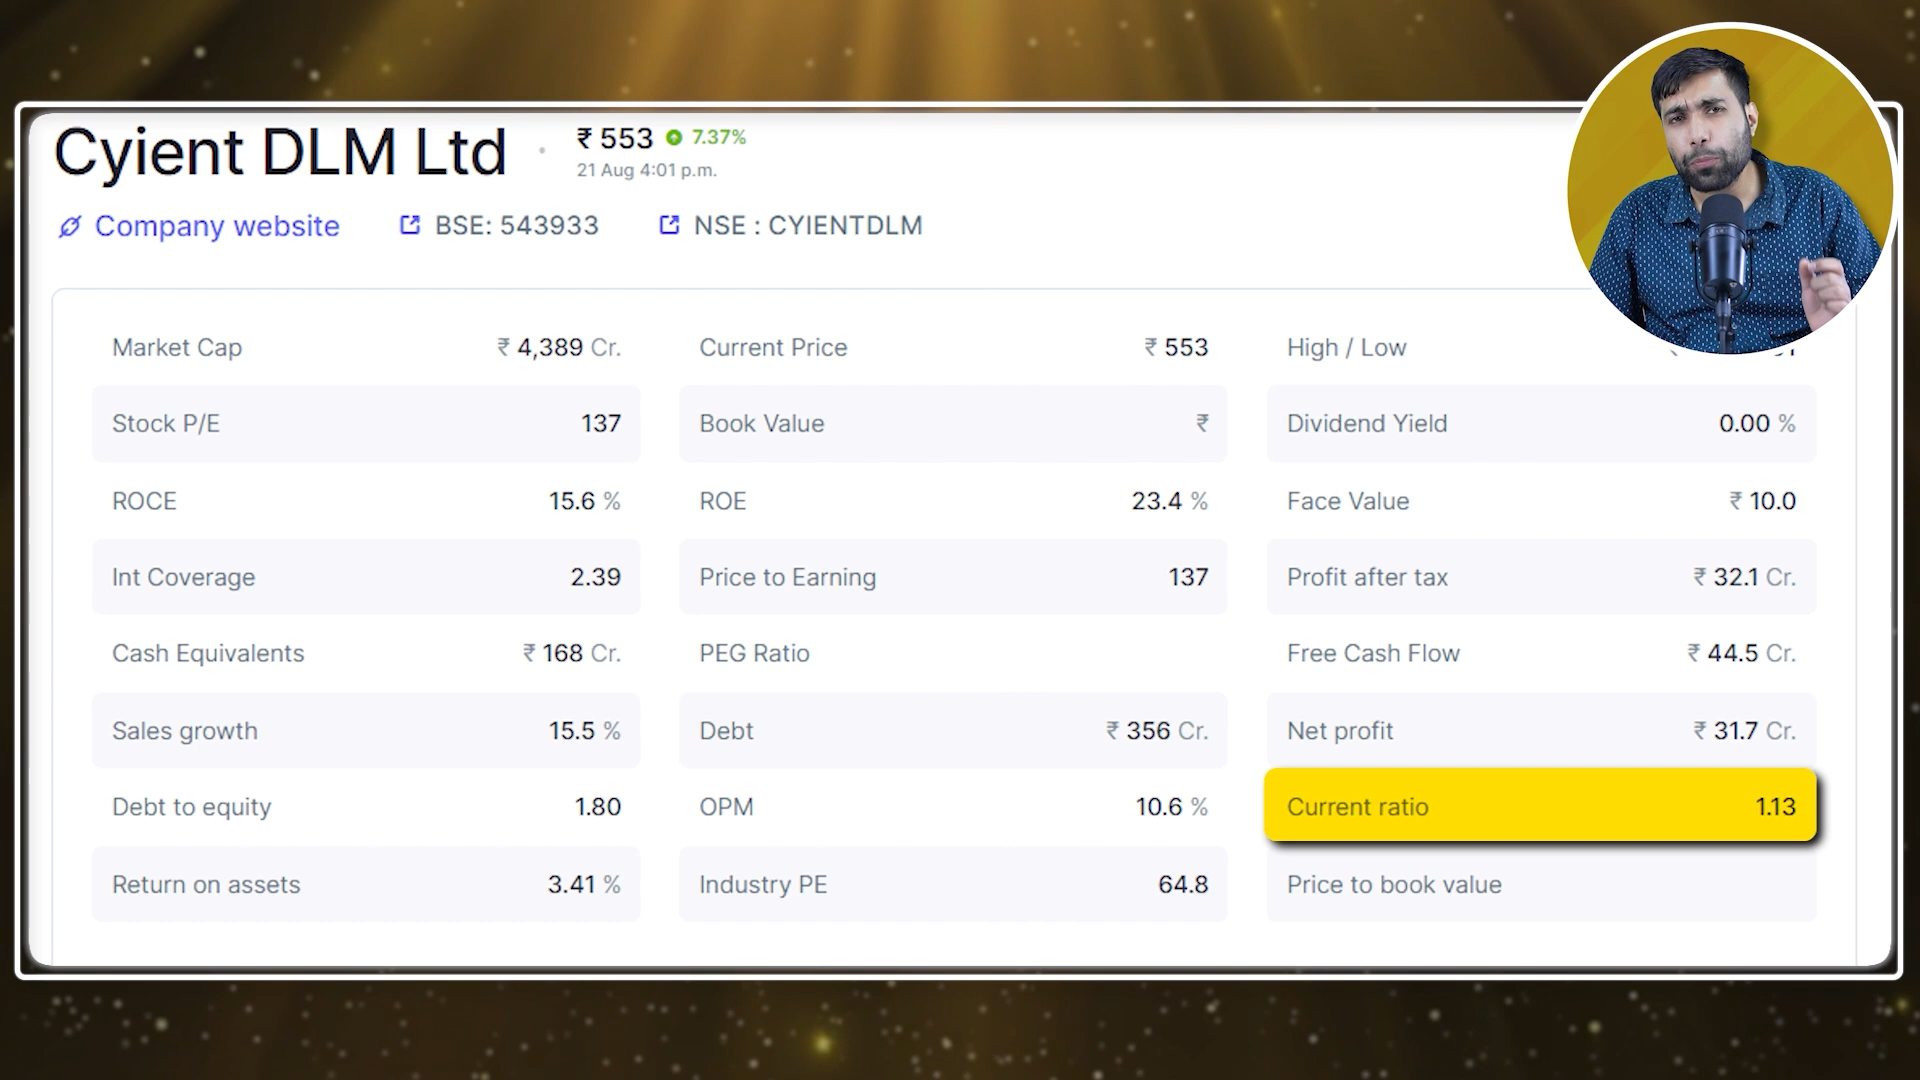 Cyient DLM Ltd
₹ 553 7.37%
21 Aug 4:01 p.m.
Company website BSE: 543933 NSE : CYIENTDLM
Market Cap ₹ 4,389 Cr. Current Price ₹ 553 High / Low
Stock P/E 137 Book Value ₹ Dividend Yield 0.00 %
ROCE 15.6 % ROE 23.4 % Face Value ₹ 10.0
Int Coverage 2.39 Price to Earning 137 Profit after tax ₹ 32.1 Cr.
Cash Equivalents ₹ 168 Cr. PEG Ratio Free Cash Flow ₹ 44.5 Cr.
Sales growth 15.5 % Debt ₹ 356 Cr. Net profit ₹ 31.7 Cr.
Debt to equity 1.80 OPM 10.6 % Current ratio 1.13
Return on assets 3.41 % Industry PE 64.8 Price to book value